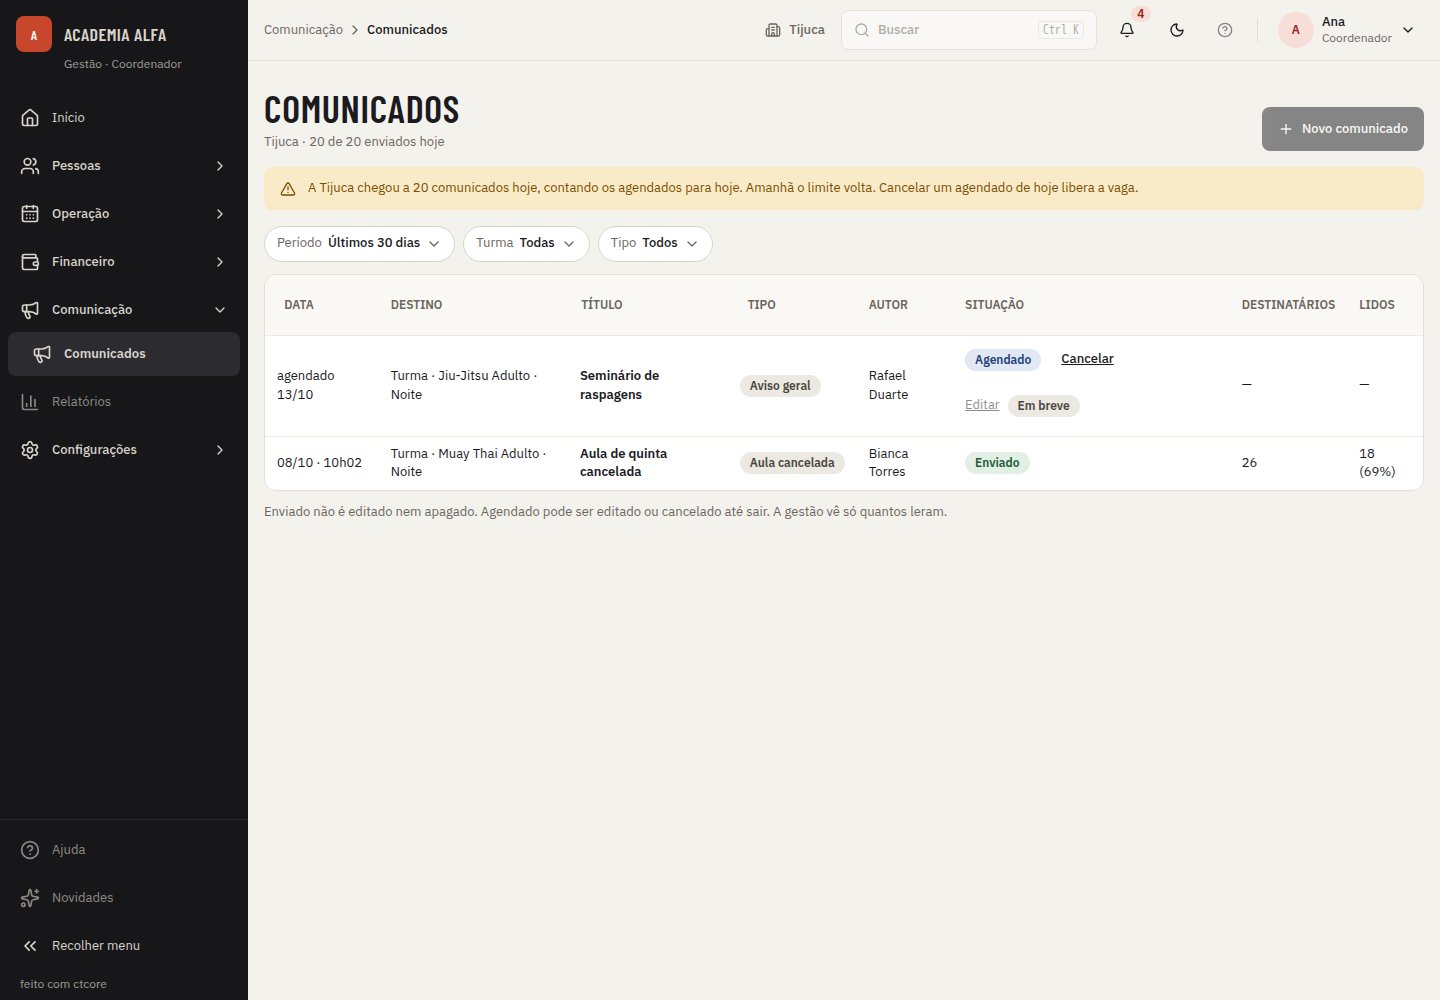 A
ACADEMIA ALFA
Gestão · Coordenador
Início
Pessoas
Operação
Financeiro
Comunicação
Comunicados
Relatórios
Configurações
Ajuda
Novidades
Recolher menu
feito com ctcore
Comunicação > Comunicados
Tijuca
Buscar
Ctrl K
4
A
Ana
Coordenador
COMUNICADOS
Tijuca · 20 de 20 enviados hoje
+ Novo comunicado
A Tijuca chegou a 20 comunicados hoje, contando os agendados para hoje. Amanhã o limite volta. Cancelar um agendado de hoje libera a vaga.
Período Últimos 30 dias
Turma Todas
Tipo Todos
DATA DESTINO TÍTULO TIPO AUTOR SITUAÇÃO DESTINATÁRIOS LIDOS
agendado
13/10
Turma · Jiu-Jitsu Adulto ·
Noite
Seminário de
raspagens
Aviso geral
Rafael
Duarte
Agendado Cancelar
Editar Em breve
—
—
08/10 · 10h02
Turma · Muay Thai Adulto ·
Noite
Aula de quinta
cancelada
Aula cancelada
Bianca
Torres
Enviado
26
18
(69%)
Enviado não é editado nem apagado. Agendado pode ser editado ou cancelado até sair. A gestão vê só quantos leram.